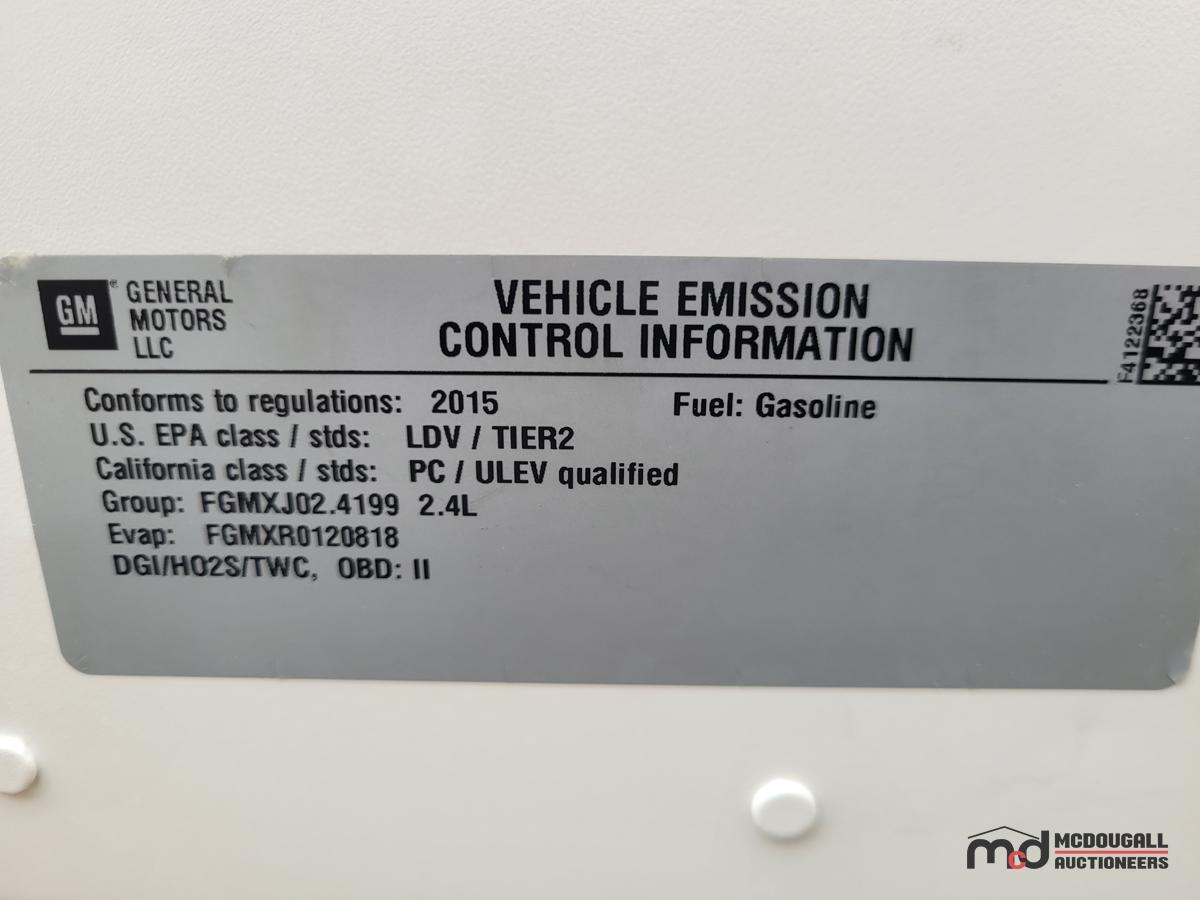 GM
GENERAL
MOTORS
LLC
VEHICLE EMISSION
CONTROL INFORMATION
F4122368
Conforms to regulations: 2015 Fuel: Gasoline
U.S. EPA class / stds: LDV / TIER2
California class / stds: PC / ULEV qualified
Group: FGMXJ02.4199 2.4L
Evap: FGMXR0120818
DGI/HO2S/TWC, OBD: II
mcd MCDOUGALL
AUCTIONEERS